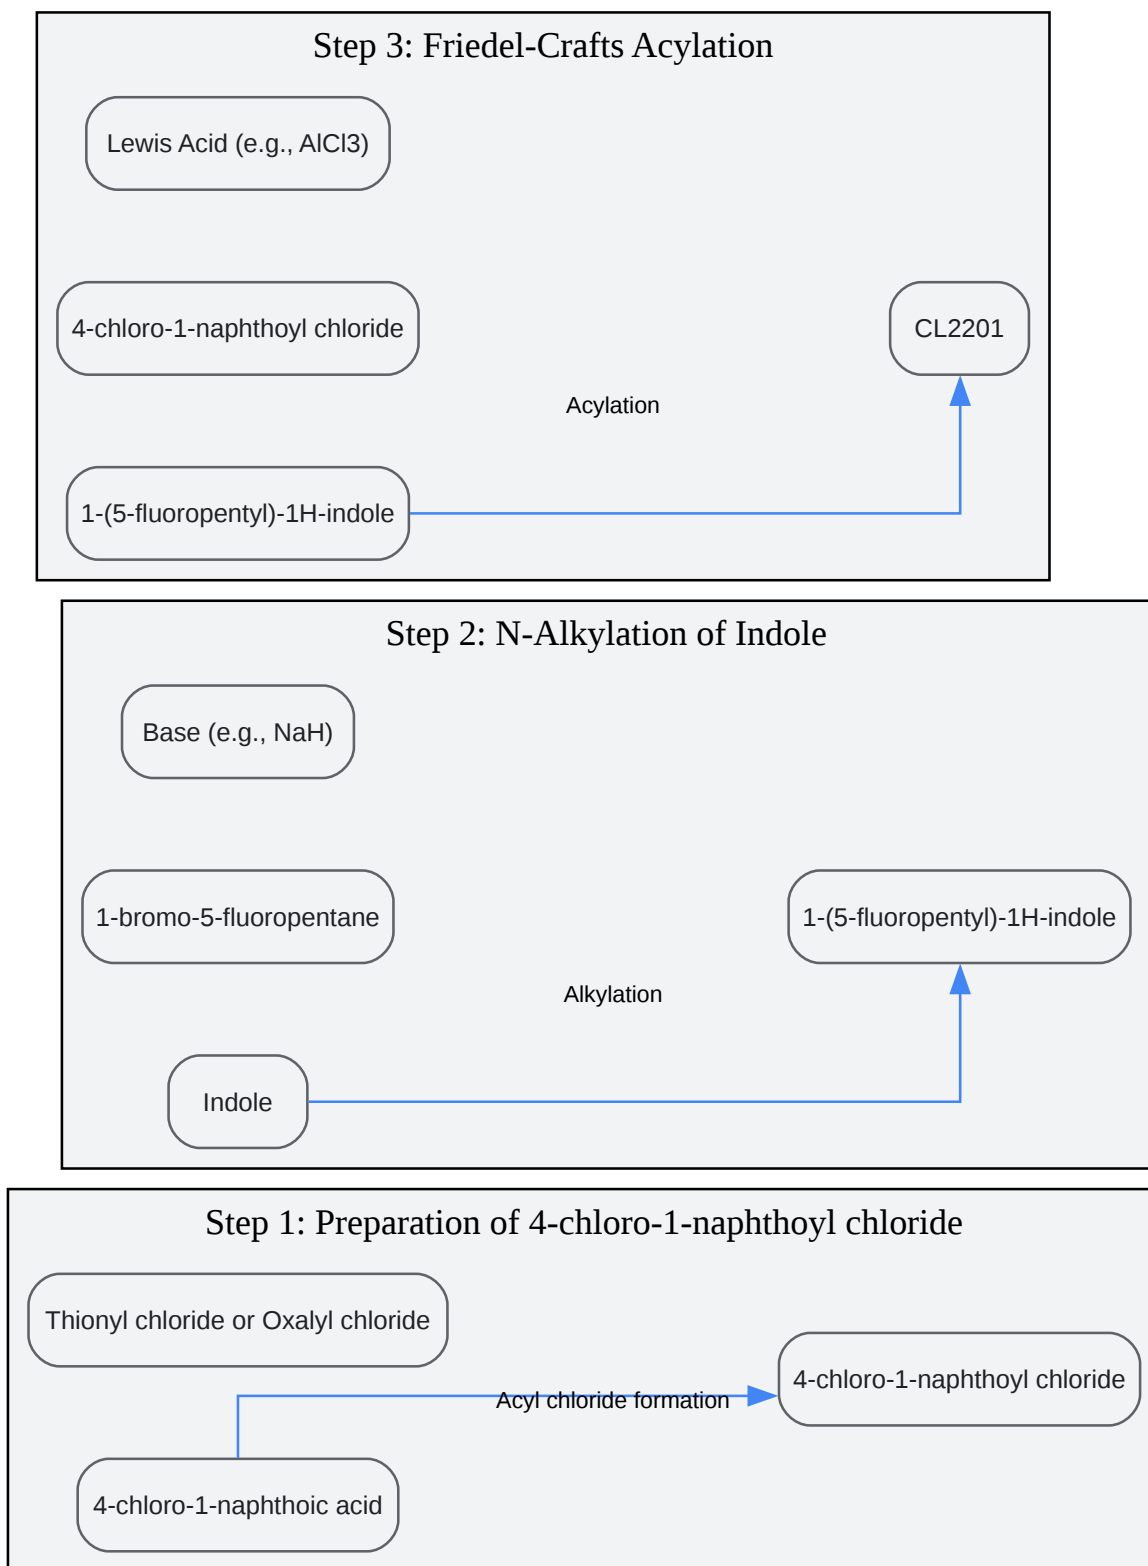 Step 3: Friedel-Crafts Acylation
Lewis Acid (e.g., AlCl3)
4-chloro-1-naphthoyl chloride
CL2201
Acylation
1-(5-fluoropentyl)-1H-indole
Step 2: N-Alkylation of Indole
Base (e.g., NaH)
1-bromo-5-fluoropentane
1-(5-fluoropentyl)-1H-indole
Alkylation
Indole
Step 1: Preparation of 4-chloro-1-naphthoyl chloride
Thionyl chloride or Oxalyl chloride
4-chloro-1-naphthoyl chloride
Acyl chloride formation
4-chloro-1-naphthoic acid